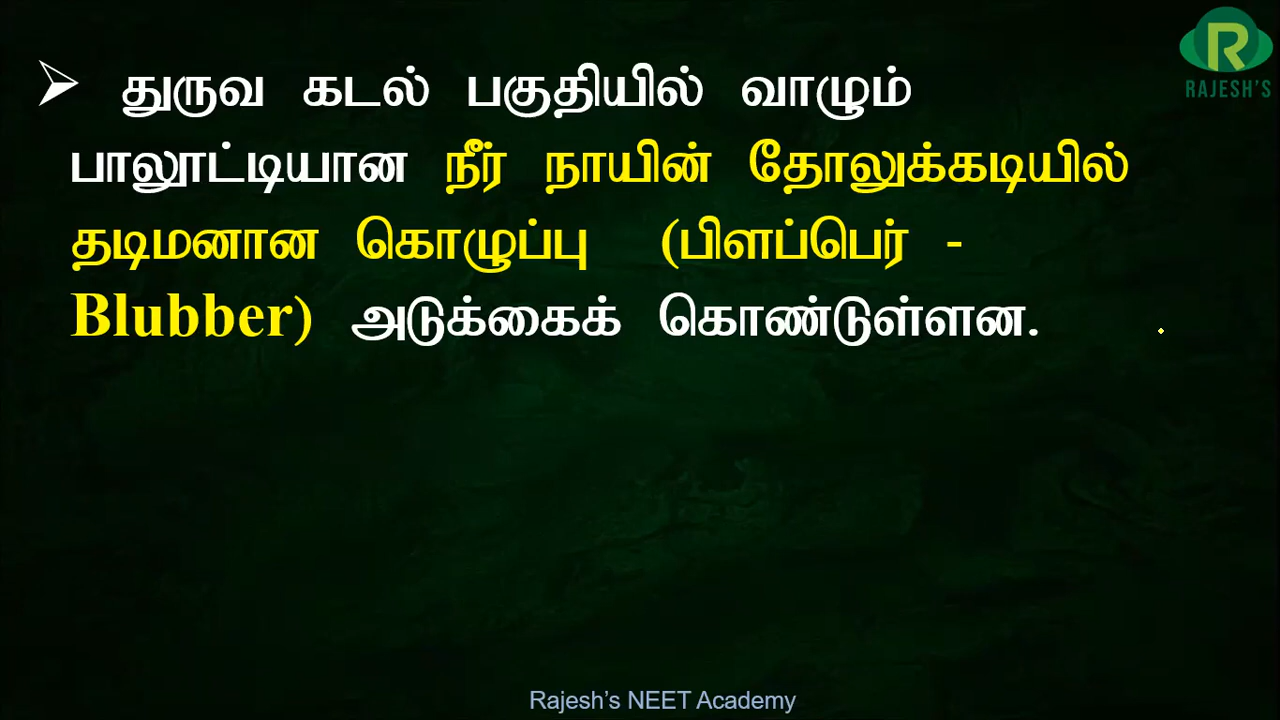 R
RAJESH'S
➢ துருவ கடல் பகுதியில் வாழும்
பாலூட்டியான நீர் நாயின் தோலுக்கடியில்
தடிமனான கொழுப்பு (பிளப்பெர் -
Blubber) அடுக்கைக் கொண்டுள்ளன.
Rajesh's NEET Academy